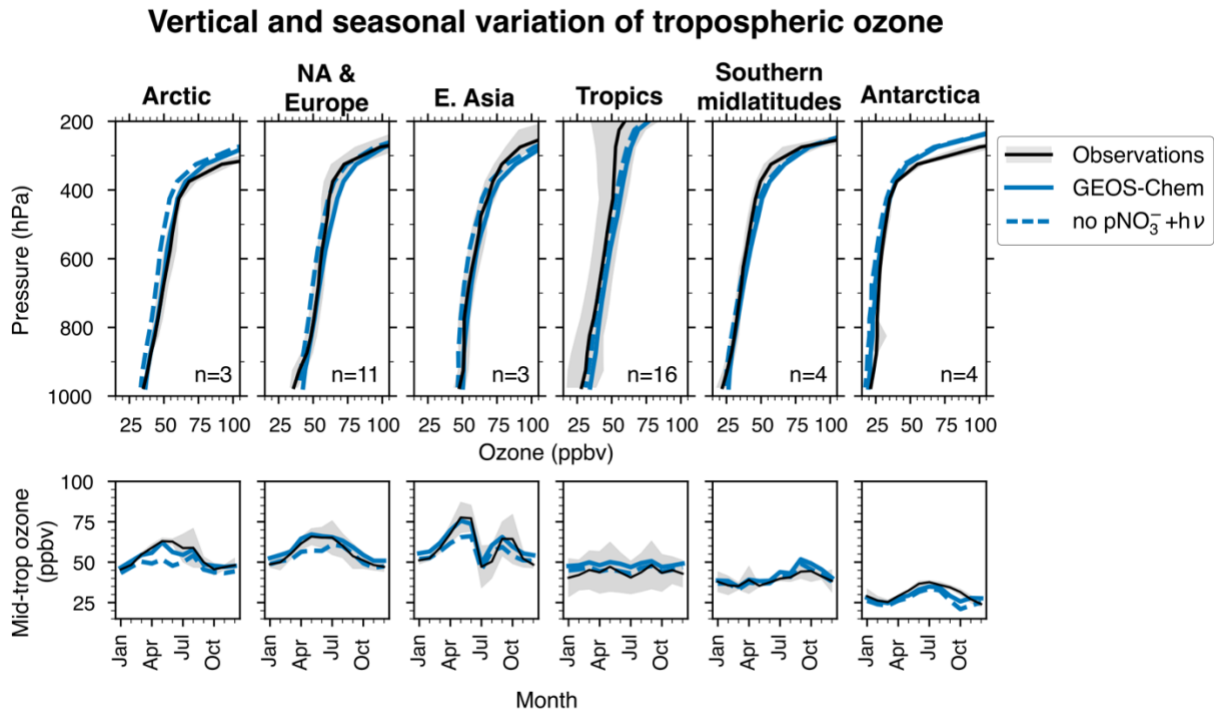 Vertical and seasonal variation of tropospheric ozone
Arctic
NA &
Europe
E. Asia
Tropics
Southern
midlatitudes
Antarctica
200
400
600
800
1000
Pressure (hPa)
n=3
n=11
n=3
n=16
n=4
n=4
Observations
GEOS-Chem
no pNO₃⁻ +hν
25 50 75 100
25 50 75 100
25 50 75 100
25 50 75 100
25 50 75 100
25 50 75 100
Ozone (ppbv)
100
75
50
25
Mid-trop ozone
(ppbv)
Jan Apr Jul Oct
Jan Apr Jul Oct
Jan Apr Jul Oct
Jan Apr Jul Oct
Jan Apr Jul Oct
Jan Apr Jul Oct
Month